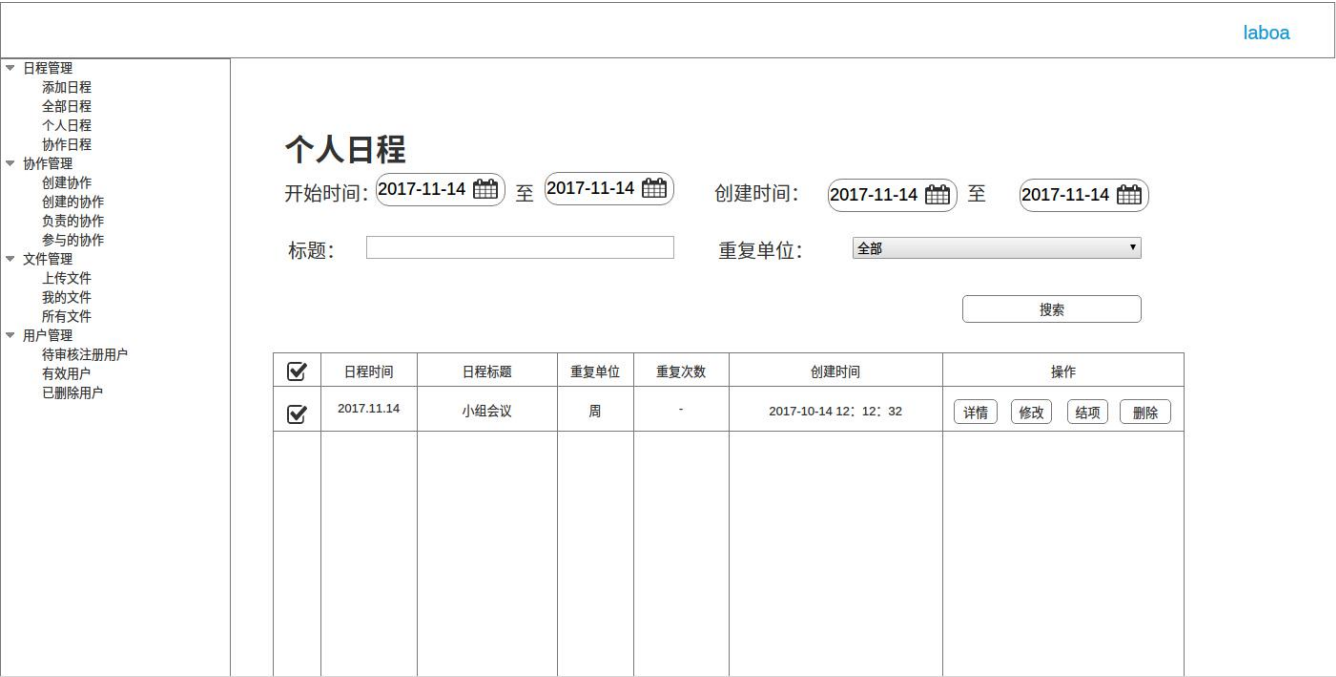 laboa
日程管理
添加日程
全部日程
个人日程
协作日程
协作管理
创建协作
创建的协作
负责的协作
参与的协作
文件管理
上传文件
我的文件
所有文件
用户管理
待审核注册用户
有效用户
已删除用户
个人日程
开始时间： 2017-11-14 至 2017-11-14 创建时间： 2017-11-14 至 2017-11-14
标题： 重复单位： 全部
搜索
日程时间 日程标题 重复单位 重复次数 创建时间 操作
2017.11.14 小组会议 周 - 2017-10-14 12：12：32 详情 修改 结项 删除